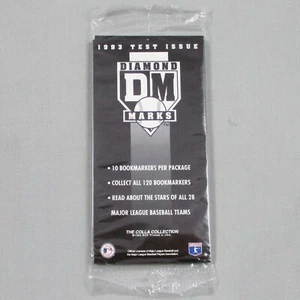 1993 TEST ISSUE
DIAMOND
DM
MARKS
• 10 BOOKMARKERS PER PACKAGE
• COLLECT ALL 120 BOOKMARKERS
• READ ABOUT THE STARS OF ALL 28
MAJOR LEAGUE BASEBALL TEAMS
THE COLLA COLLECTION